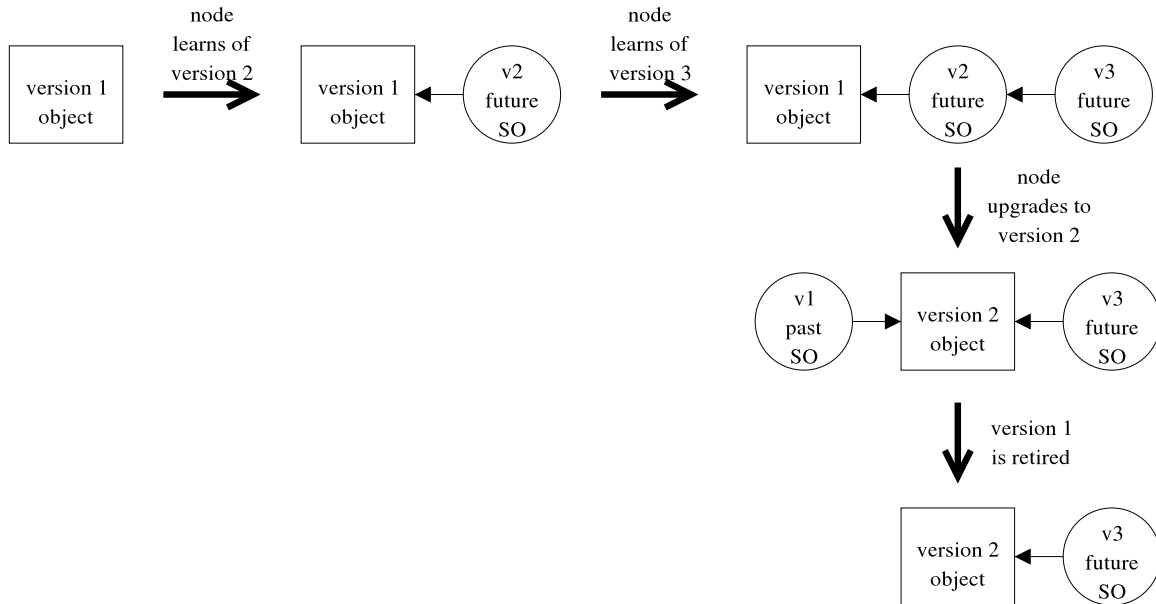 version 1
object
node
learns of
version 2
version 1
object
v2
future
SO
node
learns of
version 3
version 1
object
v2
future
SO
v3
future
SO
node
upgrades to
version 2
v1
past
SO
version 2
object
v3
future
SO
version 1
is retired
version 2
object
v3
future
SO